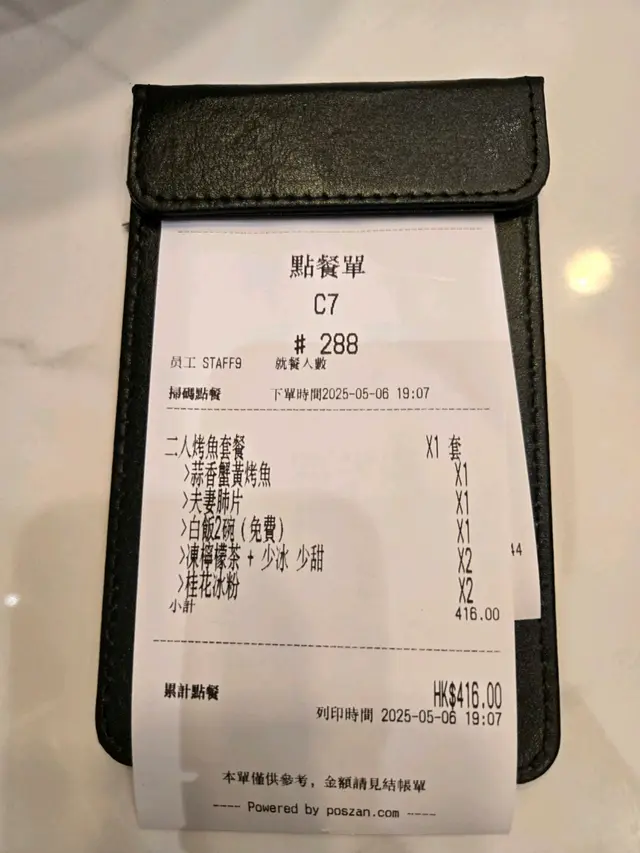 點餐單
C7
# 288
員工 STAFF9 就餐人數
掃碼點餐 下單時間2025-05-06 19:07
二人烤魚套餐 X1 套
>蒜香蟹黃烤魚 X1
>夫妻肺片 X1
>白飯2碗(免費) X1
>凍檸檬茶 + 少冰 少甜 X2
>桂花冰粉 X2
小計 416.00
44
累計點餐 HK$416.00
列印時間 2025-05-06 19:07
本單僅供參考，金額請見結帳單
---- Powered by poszan.com ----